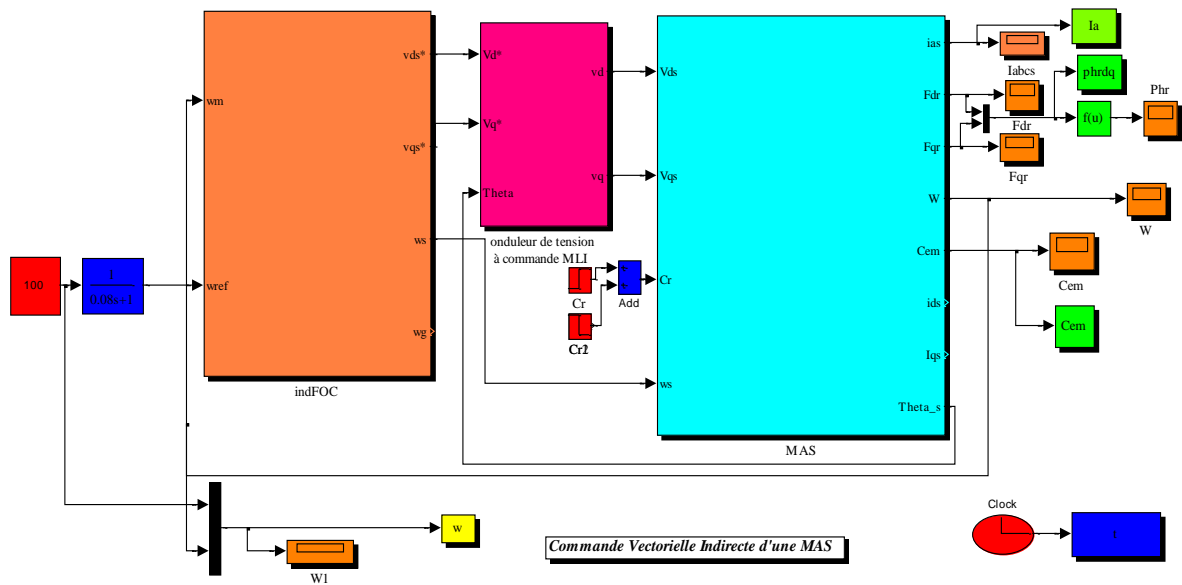 100
1
0.08s+1
wm
wref
vds*
vqs*
ws
wg
indFOC
Vd*
Vq*
Theta
vd
vq
onduleur de tension
à commande MLI
Cr
Add
Vds
Vqs
Cr
ws
ias
Fdr
Fqr
W
Cem
ids
Iqs
Theta_s
MAS
Ia
Iabcs
phrdq
Fdr
f(u)
Phr
Fqr
W
Cem
Cem
w
W1
Commande Vectorielle Indirecte d'une MAS
Clock
t